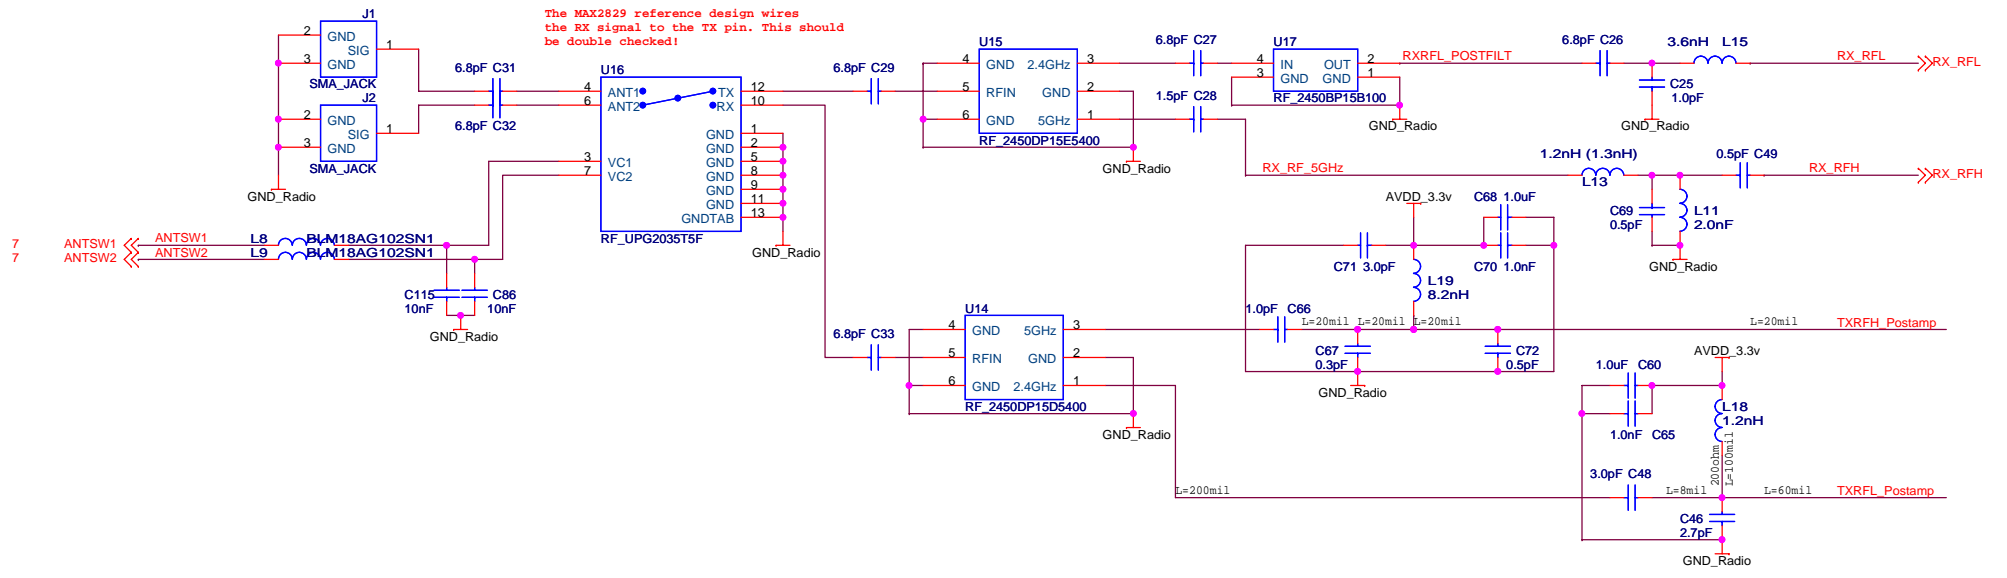 The MAX2829 reference design wires
the RX signal to the TX pin. This should
be double checked!
J1
2 GND
SIG 1
3 GND
SMA_JACK
J2
2 GND
SIG 1
3 GND
SMA_JACK
GND_Radio
6.8pF C31
6.8pF C32
U16
4 ANT1 TX 12
6 ANT2 RX 10
GND 1
GND 2
3 VC1 GND 5
7 VC2 GND 8
GND 9
GND 11
GNDTAB 13
RF_UPG2035T5F
GND_Radio
7 ANTSW1 ANTSW1 L8 BLM18AG102SN1
7 ANTSW2 ANTSW2 L9 BLM18AG102SN1
C115 C86
10nF 10nF
GND_Radio
6.8pF C29
U15
4 GND 2.4GHz 3
5 RFIN GND 2
6 GND 5GHz 1
RF_2450DP15E5400
GND_Radio
6.8pF C27
1.5pF C28
U17
4 IN OUT 2
3 GND GND 1
RF_2450BP15B100
GND_Radio
RXRFL_POSTFILT
6.8pF C26
3.6nH L15
RX_RFL RX_RFL
C25
1.0pF
GND_Radio
RX_RF_5GHz
1.2nH (1.3nH)
L13
0.5pF C49
RX_RFH RX_RFH
C69
0.5pF
L11
2.0nF
GND_Radio
6.8pF C33
U14
4 GND 5GHz 3
5 RFIN GND 2
6 GND 2.4GHz 1
RF_2450DP15D5400
GND_Radio
AVDD_3.3v
C68 1.0uF
C71 3.0pF
C70 1.0nF
L19
8.2nH
1.0pF C66
L=20mil L=20mil L=20mil L=20mil
TXRFH_Postamp
C67
0.3pF
C72
0.5pF
GND_Radio
AVDD_3.3v
1.0uF C60
1.0nF C65
L18
1.2nH
200ohm
L=100mil
3.0pF C48
L=200mil L=8mil L=60mil
TXRFL_Postamp
C46
2.7pF
GND_Radio